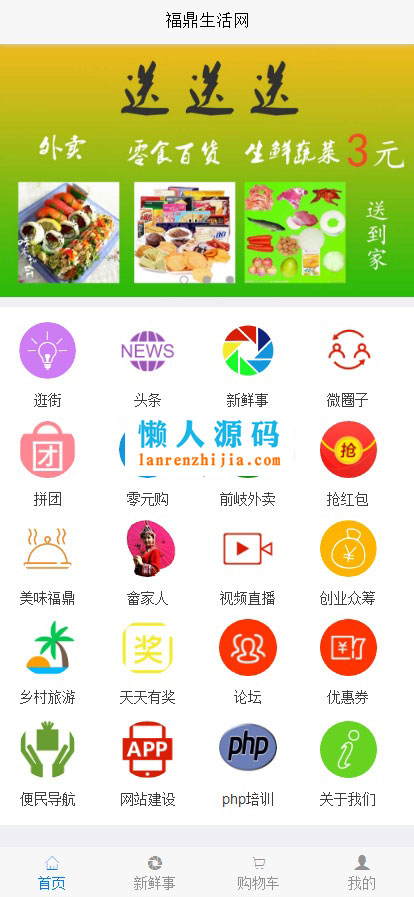 福鼎生活网
送送送
外卖 零食百货 生鲜蔬菜3元
送到家
NEWS
逛街 头条 新鲜事 微圈子
懒人源码
lanrenzhijia.com
团 抢
拼团 零元购 前岐外卖 抢红包
美味福鼎 畲家人 视频直播 创业众筹
奖
乡村旅游 天天有奖 论坛 优惠券
APP php
便民导航 网站建设 php培训 关于我们
首页 新鲜事 购物车 我的